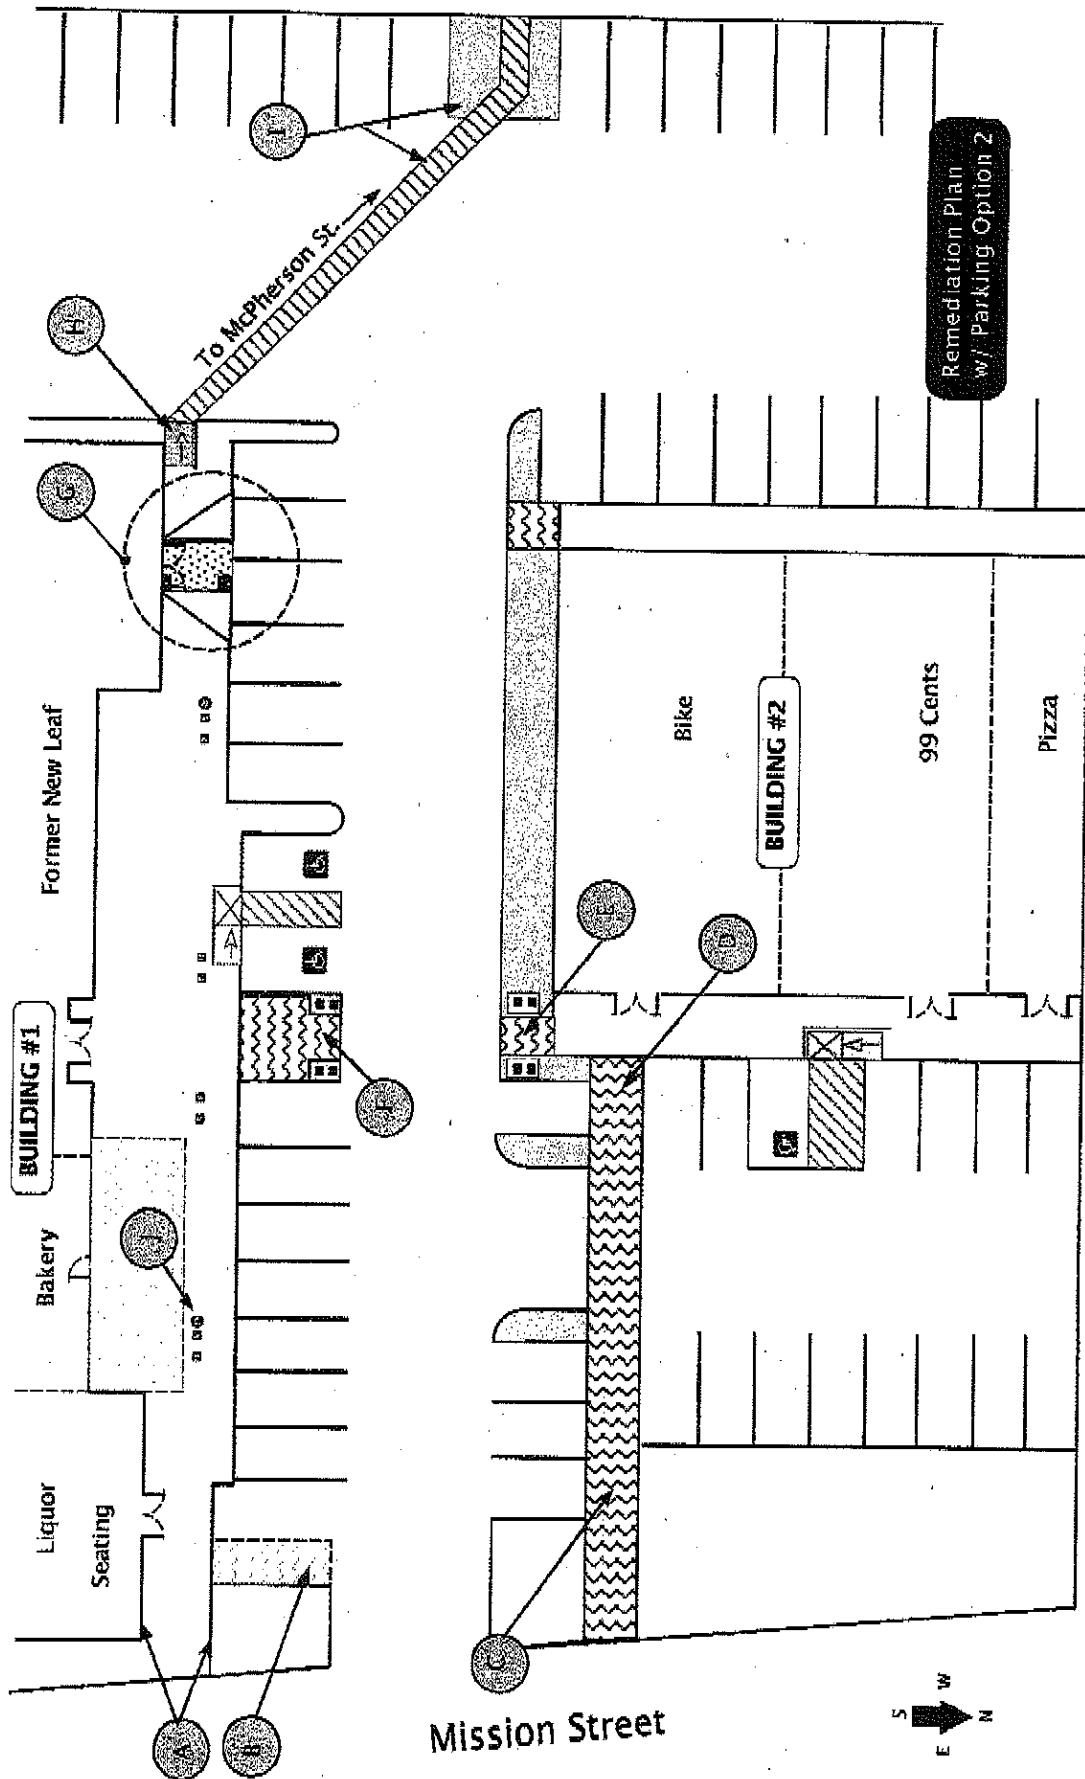 To McPherson St.
I
H
G
Remediation Plan
w/ Parking Option 2
Former New Leaf
BUILDING #1
Bakery
J
Liquor
Seating
F
E
D
Bike
BUILDING #2
99 Cents
Pizza
A
B
C
Mission Street
S
E W
N